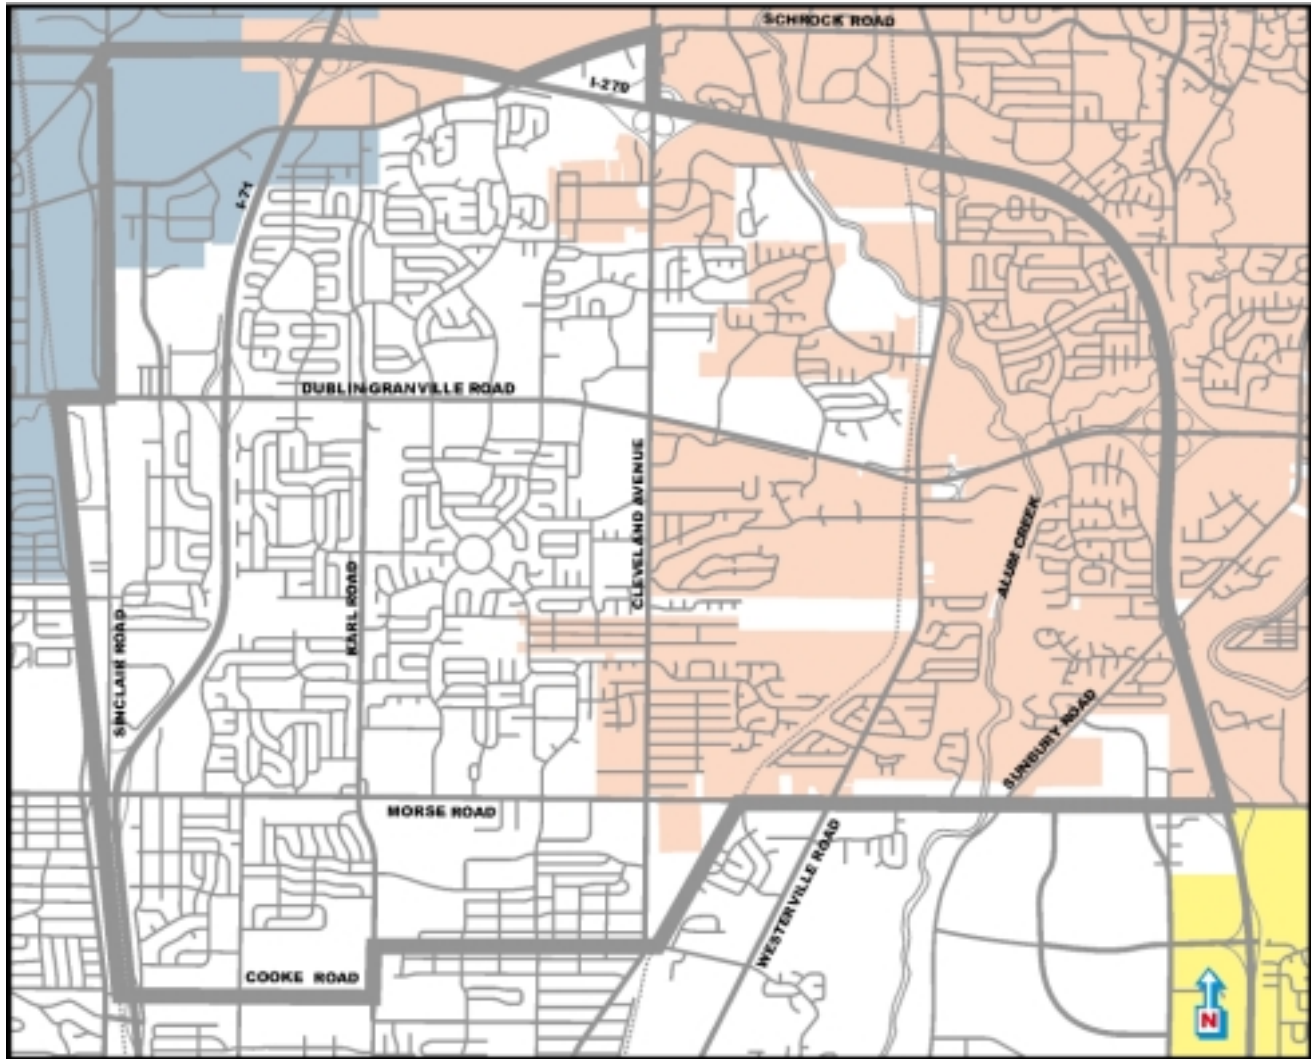 SCHROCK ROAD
I-270
I-71
DUBLIN-GRANVILLE ROAD
CLEVELAND AVENUE
ALUM CREEK
KARL ROAD
SINCLAIR ROAD
SUNBURY ROAD
MORSE ROAD
WESTERVILLE ROAD
COOKE ROAD
N